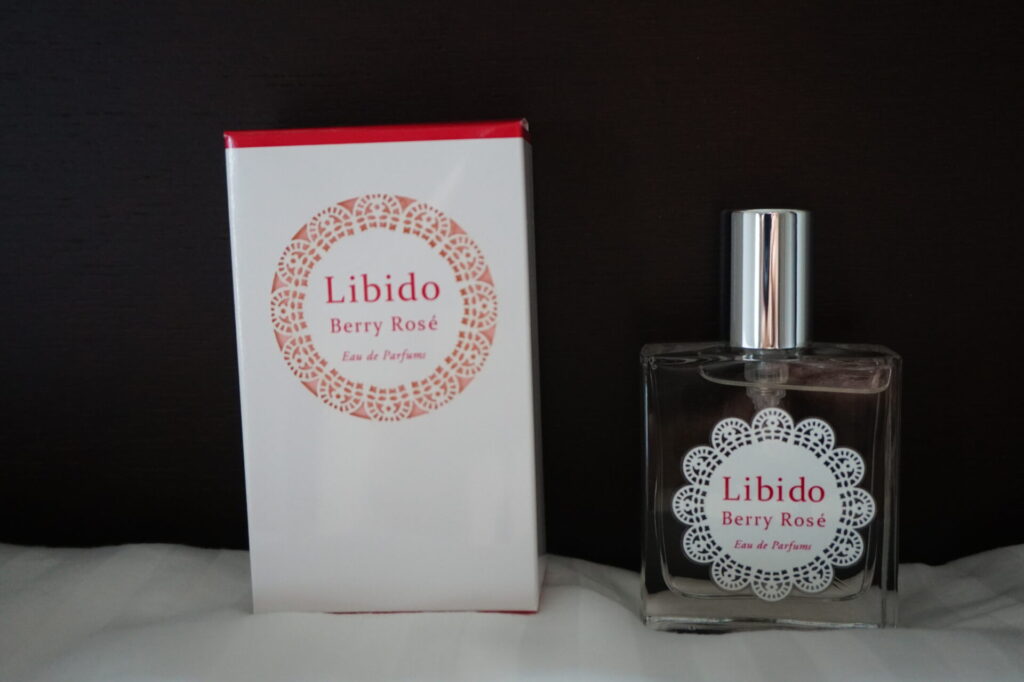 Libido
Berry Rosé
Eau de Parfums
Libido
Berry Rosé
Eau de Parfums